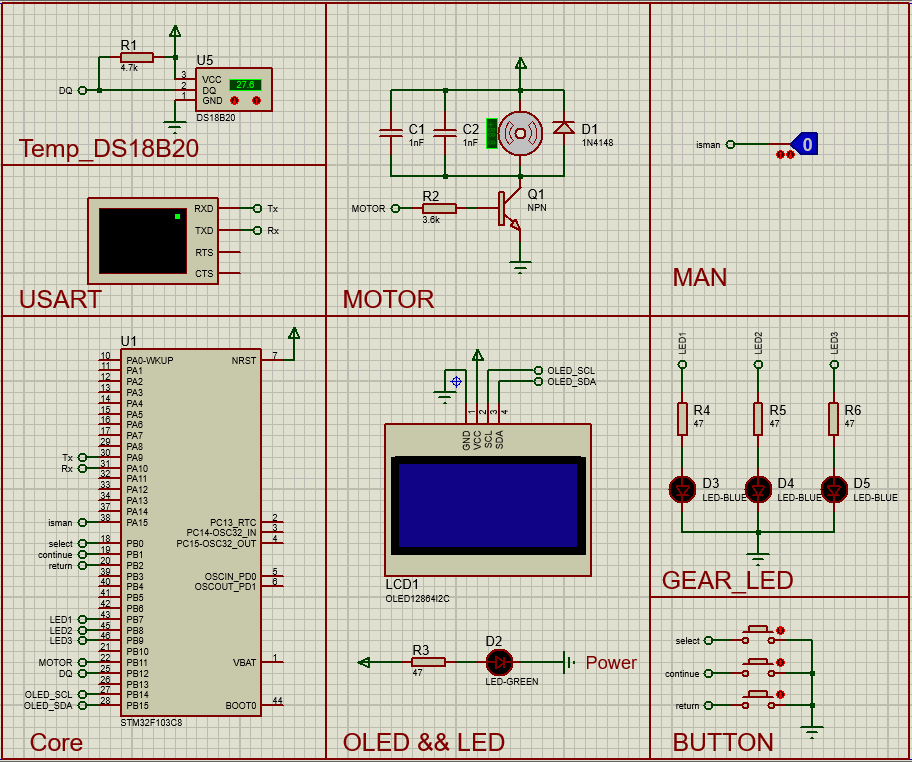 R1
4.7k
U5
3
2
1
VCC
DQ
GND
27.6
DQ
DS18B20
Temp_DS18B20
RXD
TXD
RTS
CTS
Tx
Rx
USART
C1
1nF
C2
1nF
D1
1N4148
MOTOR
R2
3.6k
Q1
NPN
MOTOR
isman
0
MAN
U1
10
11
12
13
14
15
16
17
29
30
31
32
33
34
37
38
18
19
20
39
40
41
42
43
45
46
21
22
25
26
27
28
PA0-WKUP
PA1
PA2
PA3
PA4
PA5
PA6
PA7
PA8
PA9
PA10
PA11
PA12
PA13
PA14
PA15
PB0
PB1
PB2
PB3
PB4
PB5
PB6
PB7
PB8
PB9
PB10
PB11
PB12
PB13
PB14
PB15
NRST
7
PC13_RTC
2
PC14-OSC32_IN
3
PC15-OSC32_OUT
4
OSCIN_PD0
5
OSCOUT_PD1
6
VBAT
1
BOOT0
44
Tx
Rx
isman
select
continue
return
LED1
LED2
LED3
MOTOR
DQ
OLED_SCL
OLED_SDA
STM32F103C8
Core
OLED_SCL
OLED_SDA
1
2
3
4
GND
VCC
SCL
SDA
LCD1
OLED12864I2C
R3
47
D2
LED-GREEN
Power
OLED && LED
LED1
LED2
LED3
R4
47
R5
47
R6
47
D3
LED-BLUE
D4
LED-BLUE
D5
LED-BLUE
GEAR_LED
select
continue
return
BUTTON